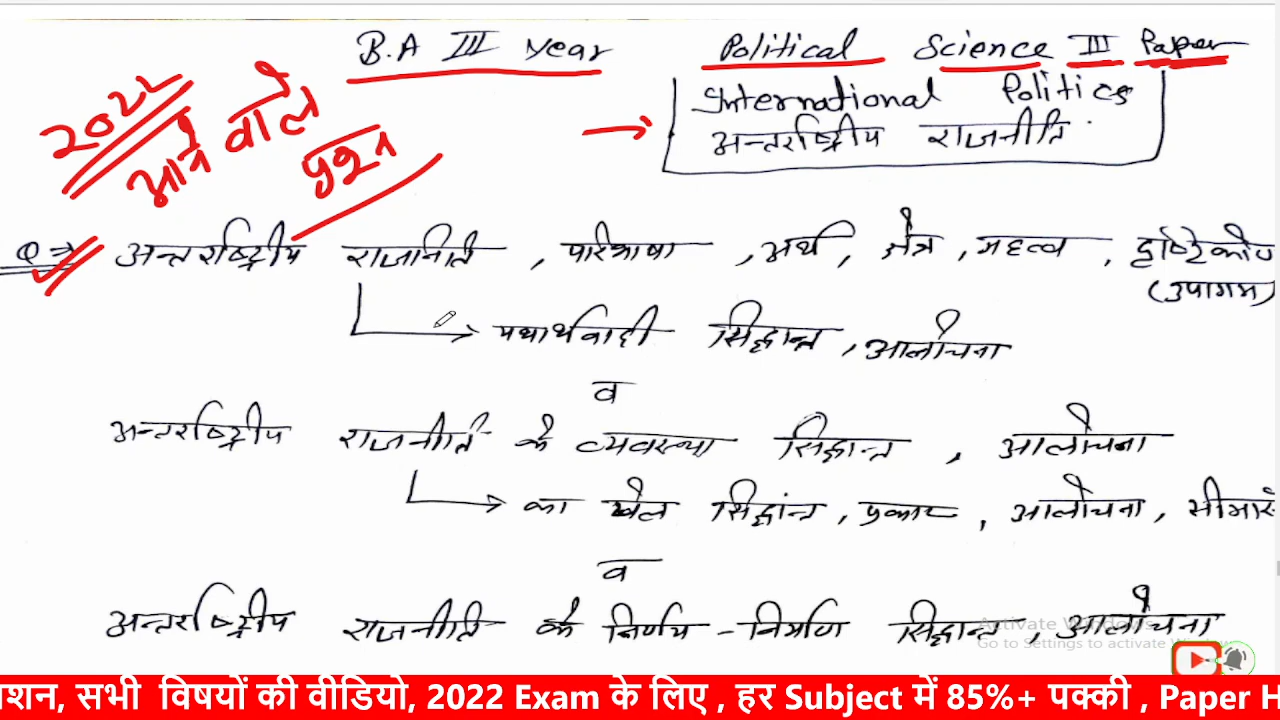 B.A III year Political Science III Paper
2022
आने वाले
प्रश्न
International Politics
अन्तर्राष्ट्रीय राजनीति
Q ⇒ अन्तर्राष्ट्रीय राजनीति, परिभाषा, अर्थ, क्षेत्र, महत्व, दृष्टिकोण
(उपागम)
→ यथार्थवादी सिद्धान्त, आलोचना
व
अन्तर्राष्ट्रीय राजनीति के व्यवस्था सिद्धान्त, आलोचना
→ का खेल सिद्धांन्त, प्रकार, आलोचना,
व
अन्तर्राष्ट्रीय राजनीति के निर्णय-निर्माण सिद्धान्त, आलोचना
Activate Windows
Go to Settings to activate Windows.
शन, सभी विषयों की वीडियो, 2022 Exam के लिए , हर Subject में 85%+ पक्की , Paper H